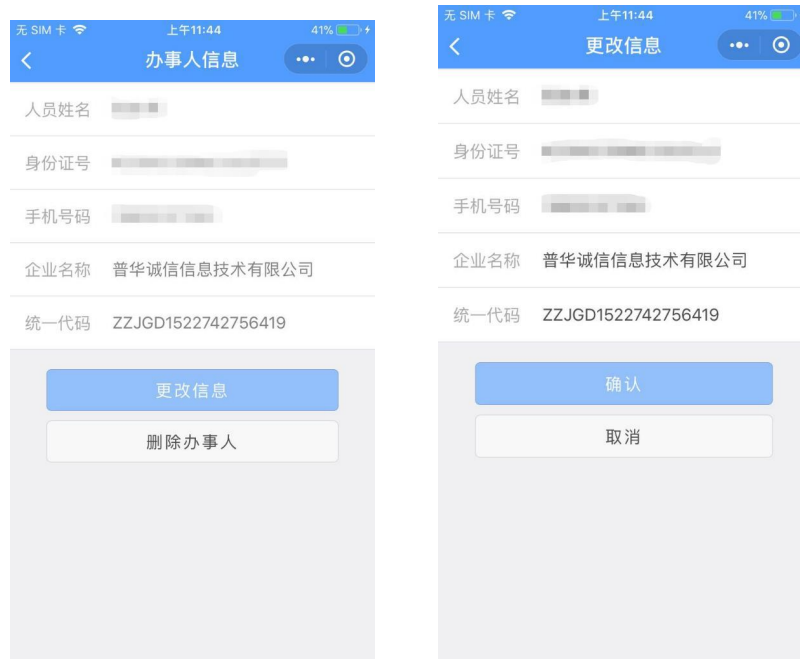 无 SIM 卡 上午11:44 41%
办事人信息
人员姓名
身份证号
手机号码
企业名称 普华诚信信息技术有限公司
统一代码 ZZJGD1522742756419
更改信息
删除办事人
无 SIM 卡 上午11:44 41%
更改信息
人员姓名
身份证号
手机号码
企业名称 普华诚信信息技术有限公司
统一代码 ZZJGD1522742756419
确认
取消